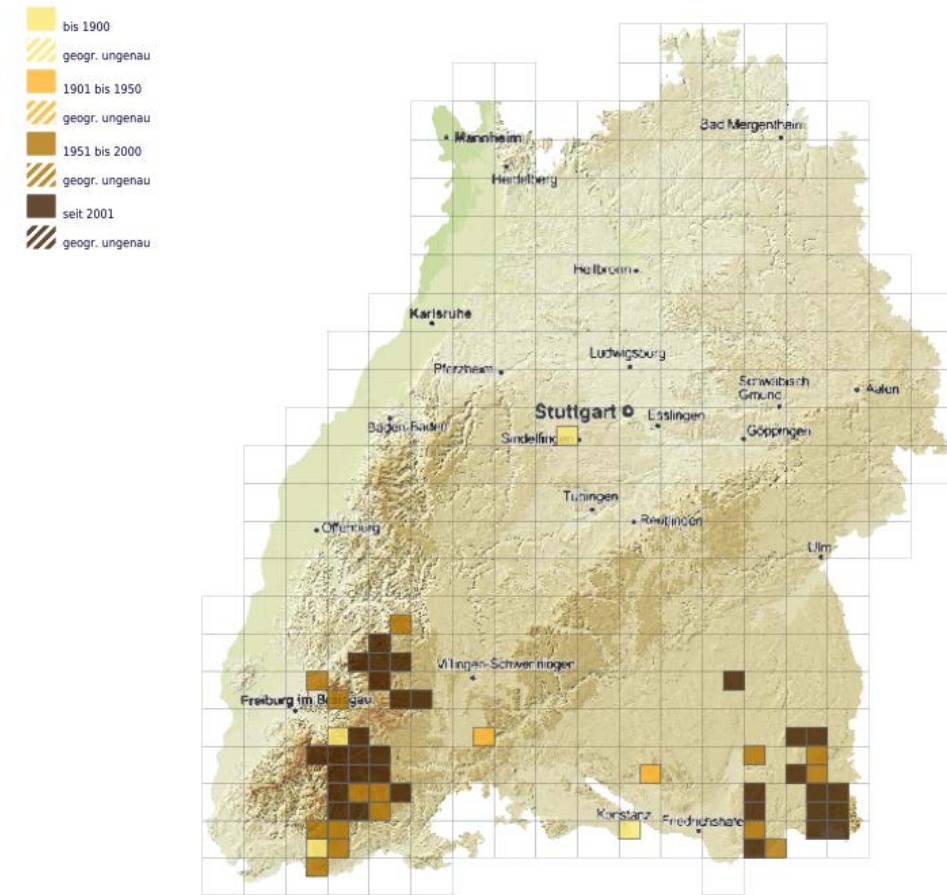 bis 1900
geogr. ungenau
1901 bis 1950
geogr. ungenau
1951 bis 2000
geogr. ungenau
seit 2001
geogr. ungenau
Bad Mergentheim
Mannheim
Heidelberg
Heilbronn
Karlsruhe
Ludwigsburg
Pforzheim
Schwäbisch
Gmünd
Aalen
Stuttgart
Esslingen
Baden-Baden
Sindelfingen
Göppingen
Tübingen
Reutlingen
Offenburg
Ulm
Villingen-Schwenningen
Freiburg im Breisgau
Konstanz
Friedrichshafe